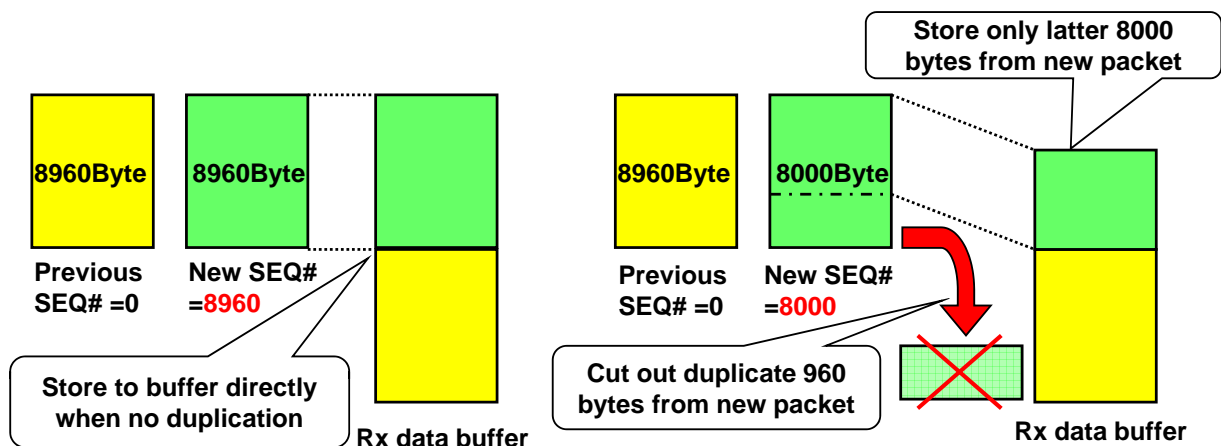 8960Byte
8960Byte
Previous
SEQ# =0
New SEQ#
=8960
Store to buffer directly
when no duplication
Rx data buffer
Store only latter 8000
bytes from new packet
8960Byte
8000Byte
Previous
SEQ# =0
New SEQ#
=8000
Cut out duplicate 960
bytes from new packet
Rx data buffer